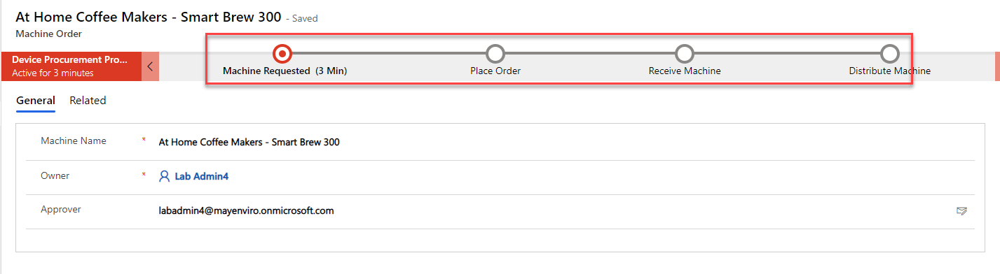 At Home Coffee Makers - Smart Brew 300 - Saved
Machine Order
Device Procurement Pro...
Active for 3 minutes
Machine Requested (3 Min)
Place Order
Receive Machine
Distribute Machine
General Related
Machine Name * At Home Coffee Makers - Smart Brew 300
Owner * Lab Admin4
Approver labadmin4@mayenviro.onmicrosoft.com